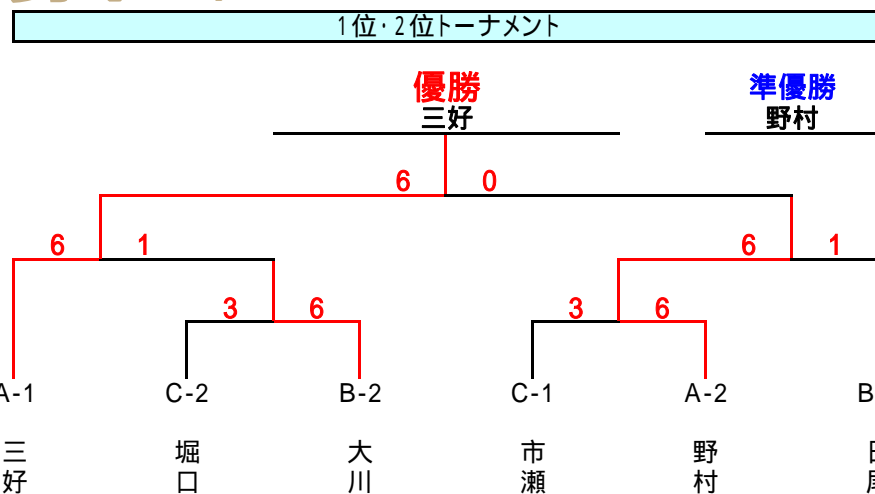 1位・2位トーナメント
優勝 準優勝
三好 野村
6 0
6 1 6 1
3 6 3 6
A-1 C-2 B-2 C-1 A-2 B
三好 堀口 大川 市瀬 野村